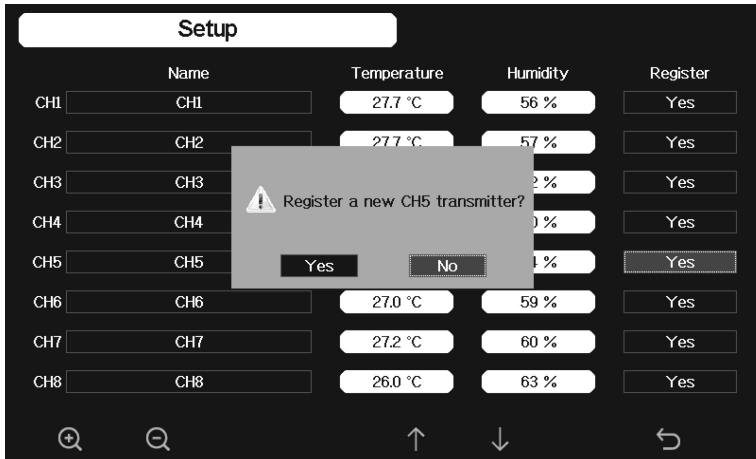 Setup
Name Temperature Humidity Register
CH1 CH1 27.7 °C 56 % Yes
CH2 CH2 27.7 °C 57 % Yes
CH3 CH3 % Yes
Register a new CH5 transmitter?
CH4 CH4 % Yes
CH5 CH5 % Yes
Yes No
CH6 CH6 27.0 °C 59 % Yes
CH7 CH7 27.2 °C 60 % Yes
CH8 CH8 26.0 °C 63 % Yes